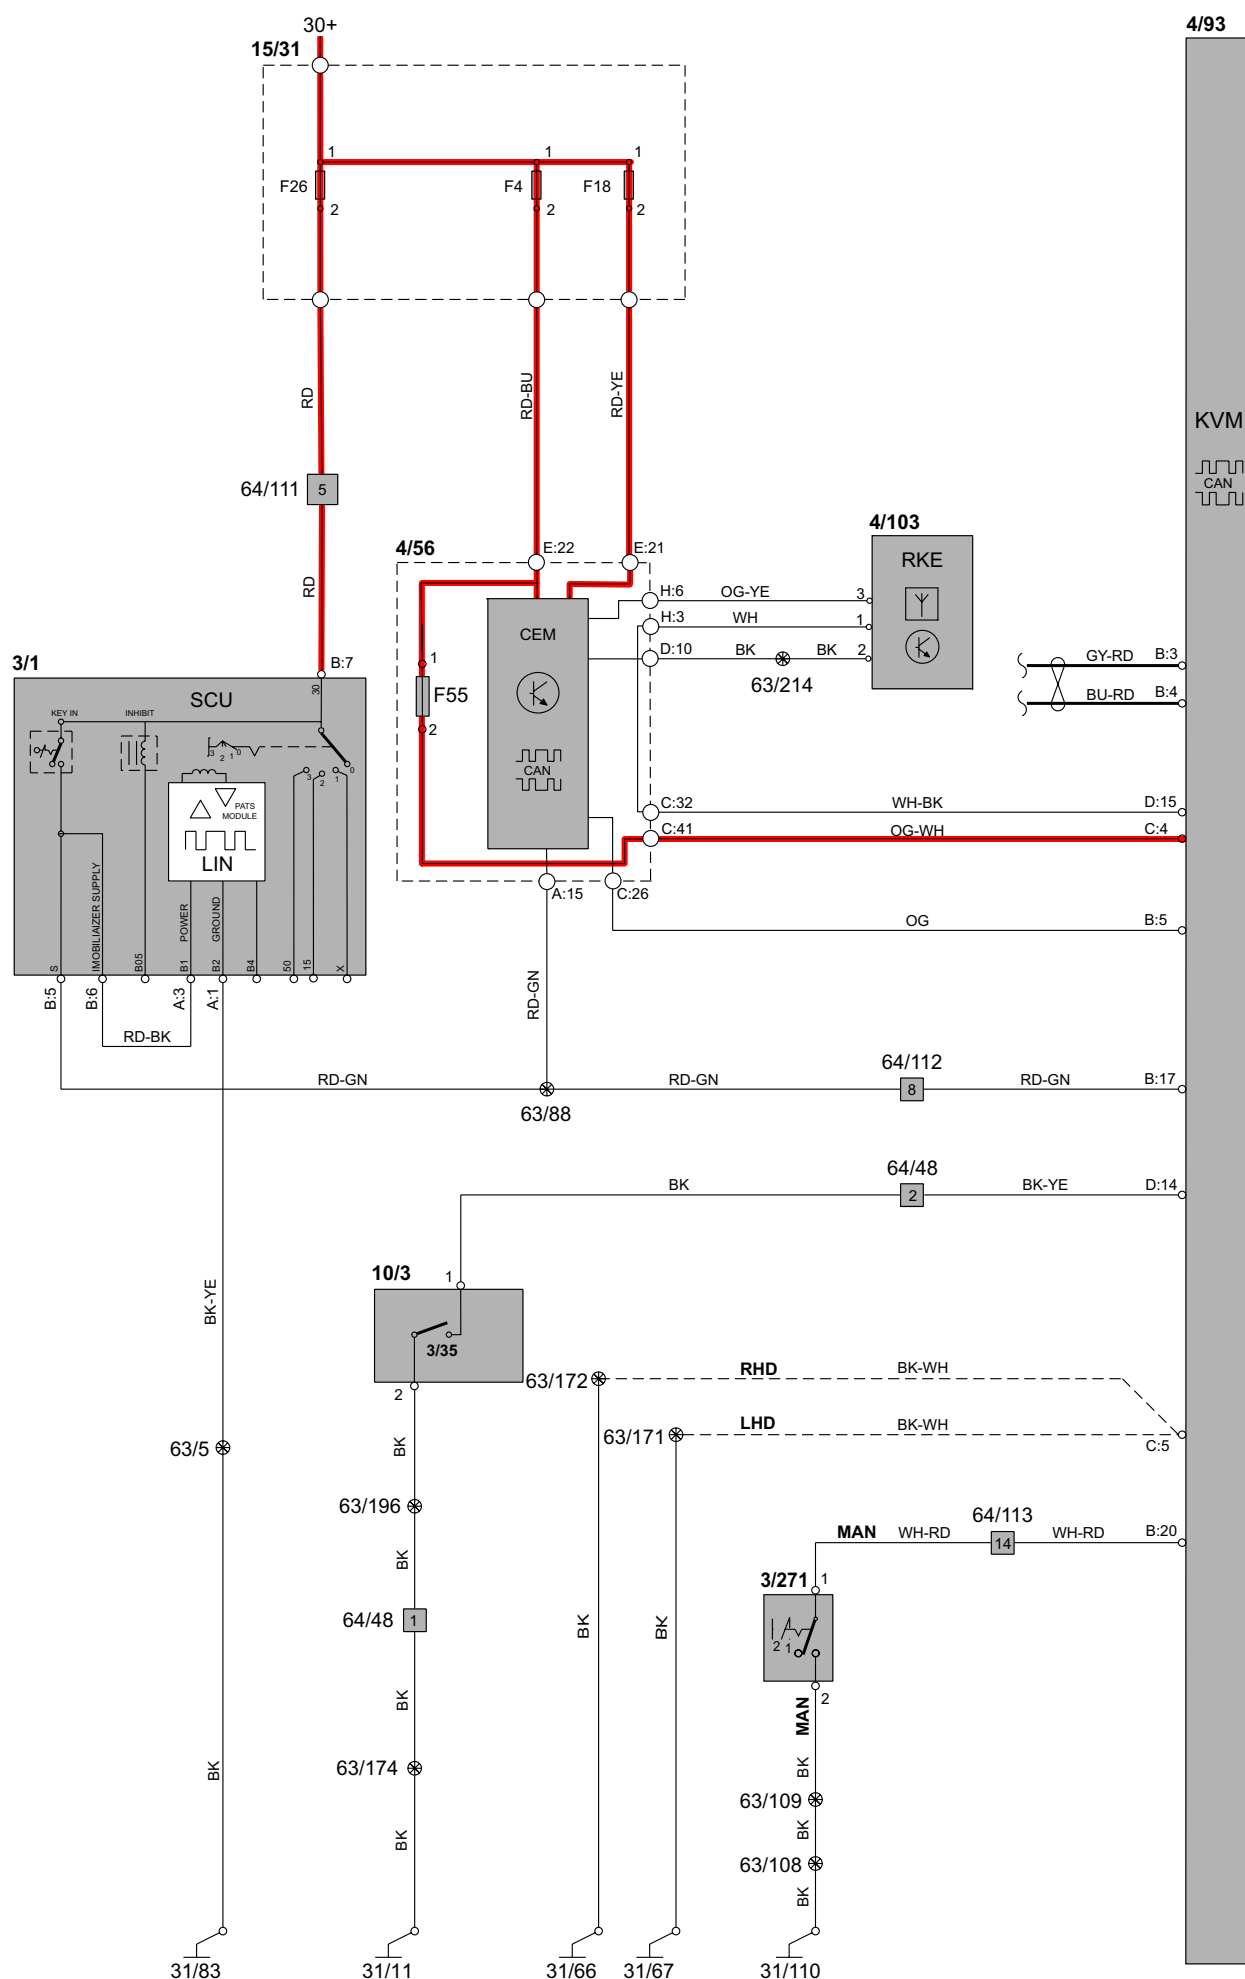 30+
4/93
15/31
1
1
1
F26
F4
F18
2
2
2
RD
RD-BU
RD-YE
KVM
CAN
64/111
5
4/103
RKE
4/56
E:22
E:21
RD
H:6
OG-YE
3
H:3
WH
1
CEM
D:10
BK
BK
2
63/214
GY-RD
B:3
BU-RD
B:4
3/1
B:7
1
F55
2
30
SCU
KEY IN
INHIBIT
3
2
1
0
3
2
1
0
CAN
PATS
MODULE
LIN
C:32
WH-BK
D:15
C:41
OG-WH
C:4
A:15
C:26
OG
B:5
S
IMOBILIAIZER SUPPLY
B05
POWER
B1
GROUND
B2
B4
50
15
X
B:5
B:6
A:3
A:1
RD-BK
RD-GN
64/112
RD-GN
RD-GN
8
RD-GN
B:17
63/88
64/48
BK
2
BK-YE
D:14
BK-YE
10/3
1
3/35
2
63/172
RHD
BK-WH
63/171
LHD
BK-WH
C:5
63/5
BK
63/196
64/113
MAN
WH-RD
14
WH-RD
B:20
BK
3/271
1
64/48
1
BK
BK
2
1
2
BK
MAN
BK
63/174
BK
63/109
BK
BK
63/108
BK
31/83
31/11
31/66
31/67
31/110